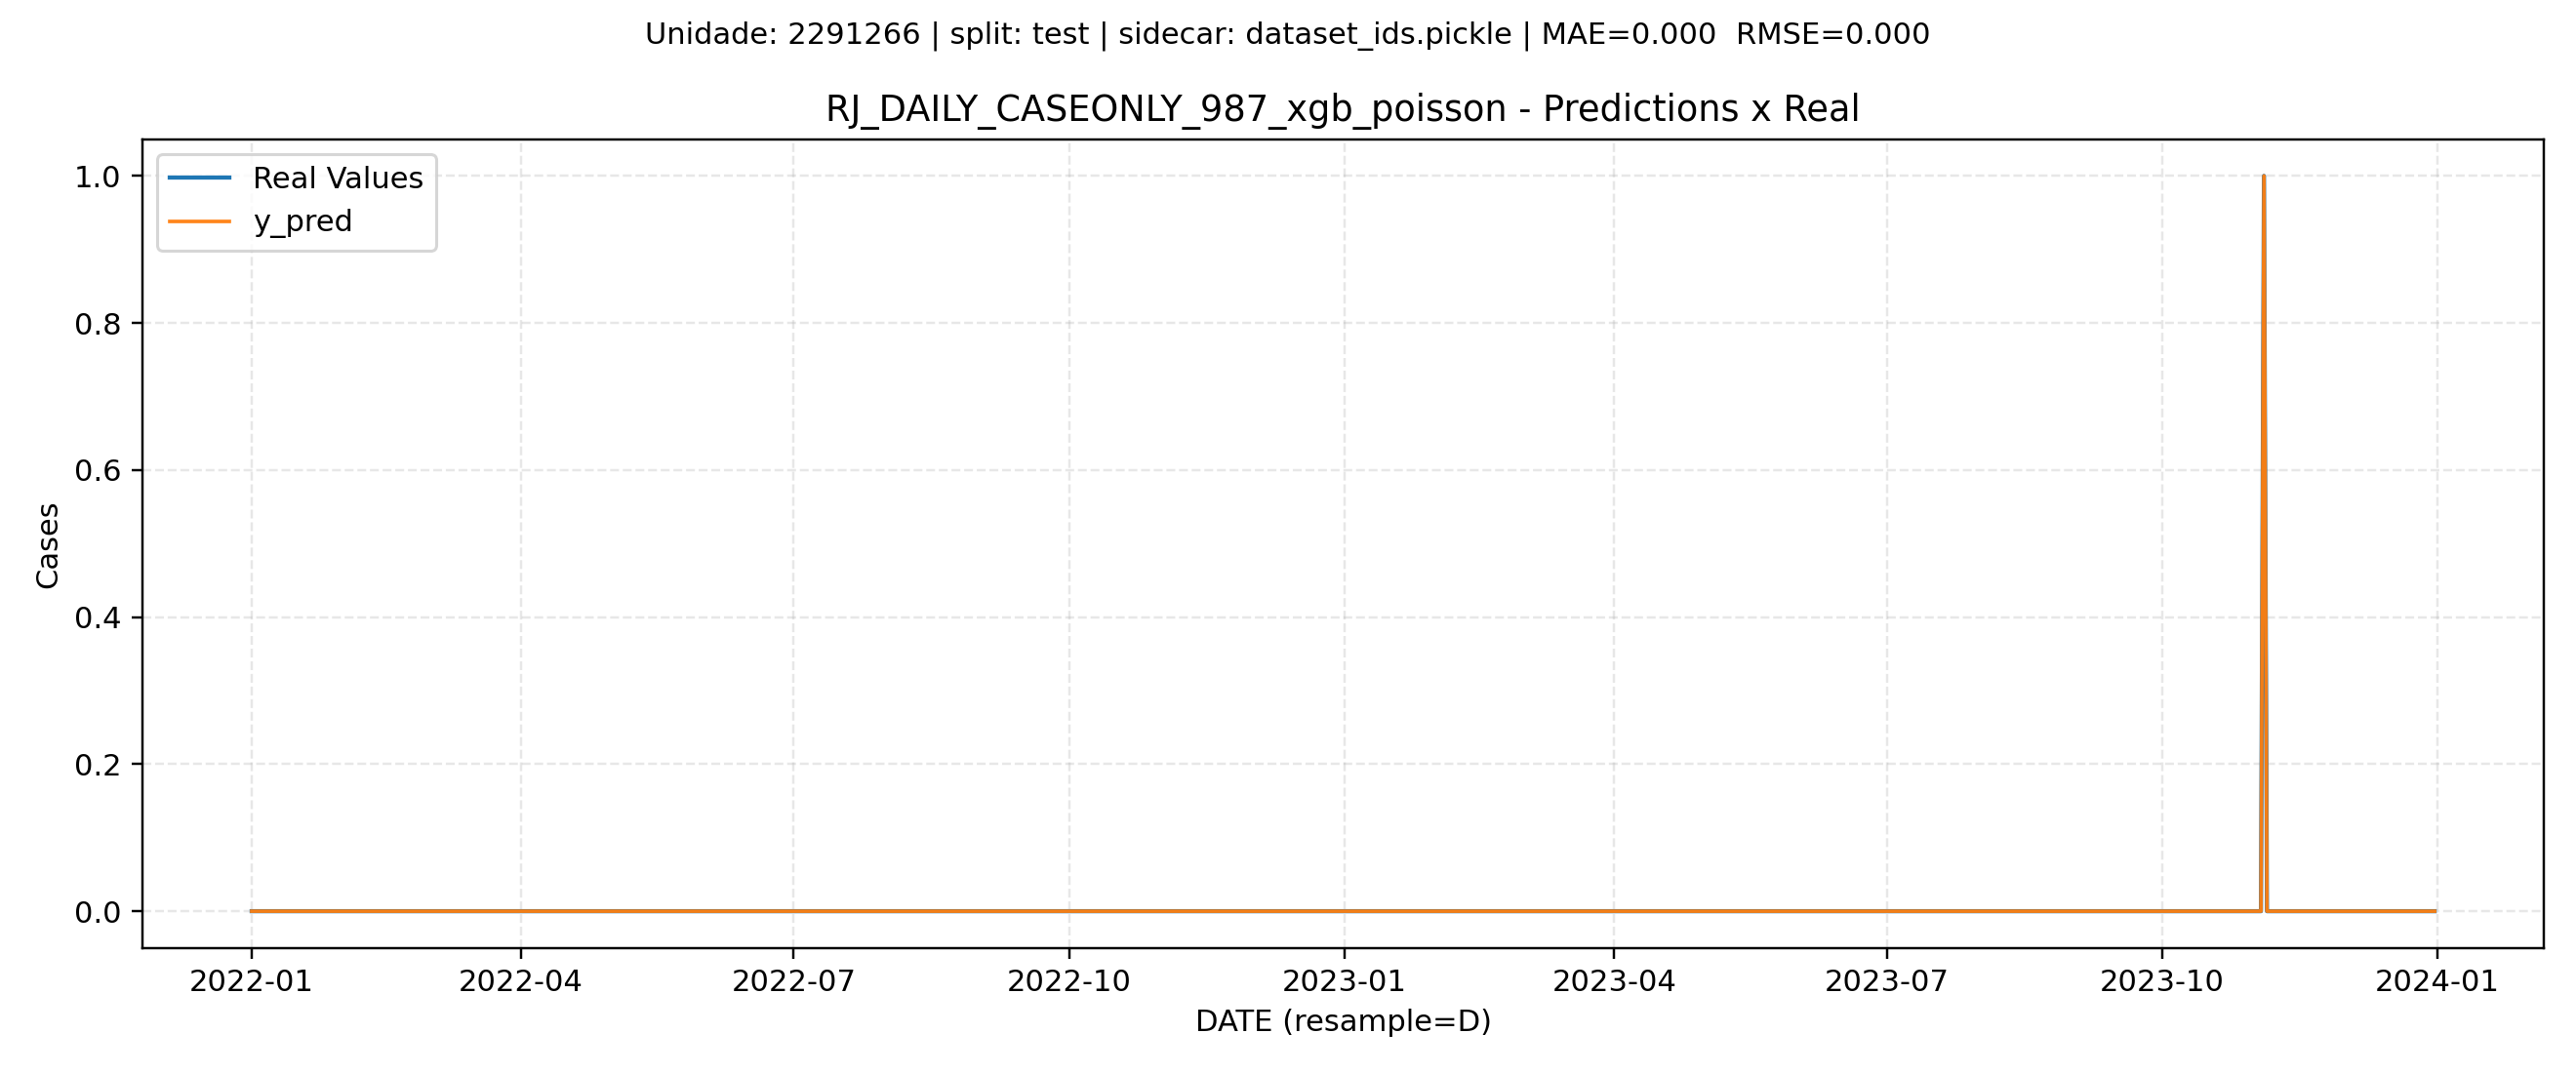 Unidade: 2291266 | split: test | sidecar: dataset_ids.pickle | MAE=0.000  RMSE=0.000
RJ_DAILY_CASEONLY_987_xgb_poisson - Predictions x Real
Real Values
y_pred
1.0
0.8
0.6
0.4
0.2
0.0
Cases
2022-01 2022-04 2022-07 2022-10 2023-01 2023-04 2023-07 2023-10 2024-01
DATE (resample=D)